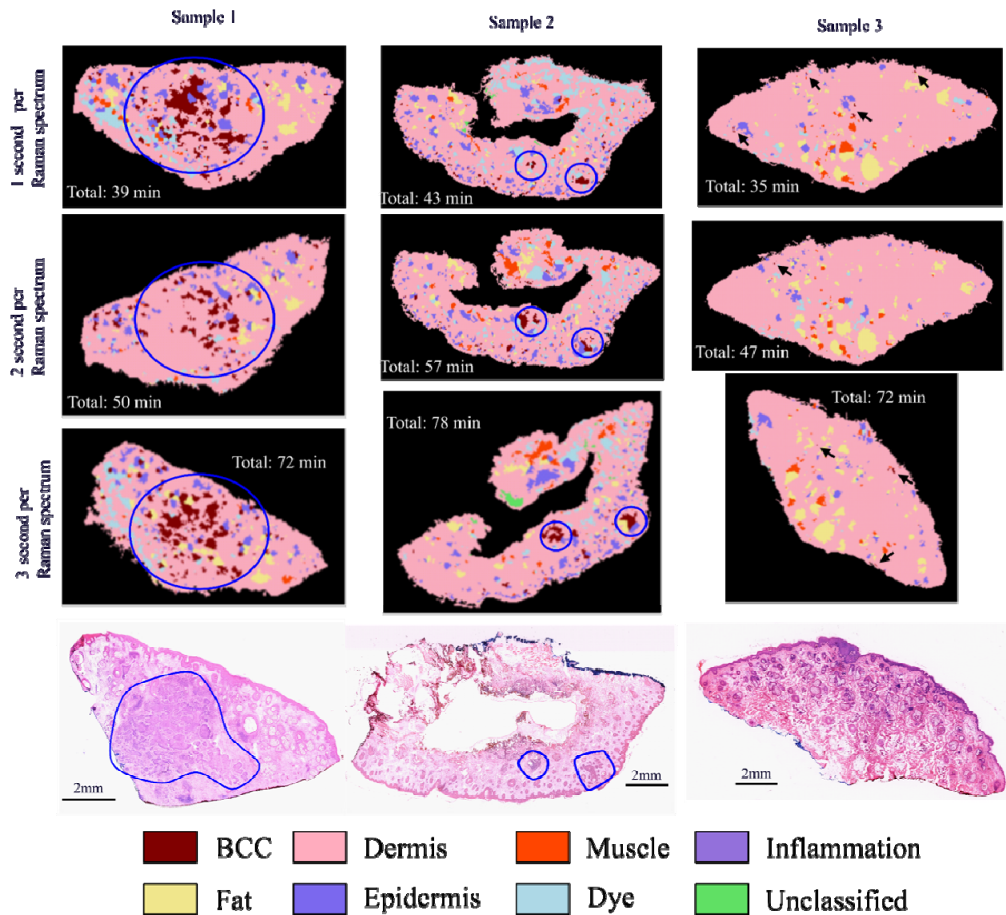 Sample 1
Sample 2
Sample 3
1 second per
Raman spectrum
Total: 39 min
Total: 43 min
Total: 35 min
2 second per
Raman spectrum
Total: 50 min
Total: 57 min
Total: 47 min
3 second per
Raman spectrum
Total: 72 min
Total: 78 min
Total: 72 min
2mm
2mm
2mm
BCC
Dermis
Muscle
Inflammation
Fat
Epidermis
Dye
Unclassified